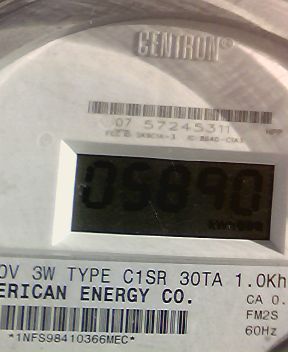 CENTRON®
07 57245311
05890
0V 3W TYPE C1SR 30TA 1.0Kh
ERICAN ENERGY CO.
CA 0.
FM2S
60Hz
*1NFS98410366MEC*